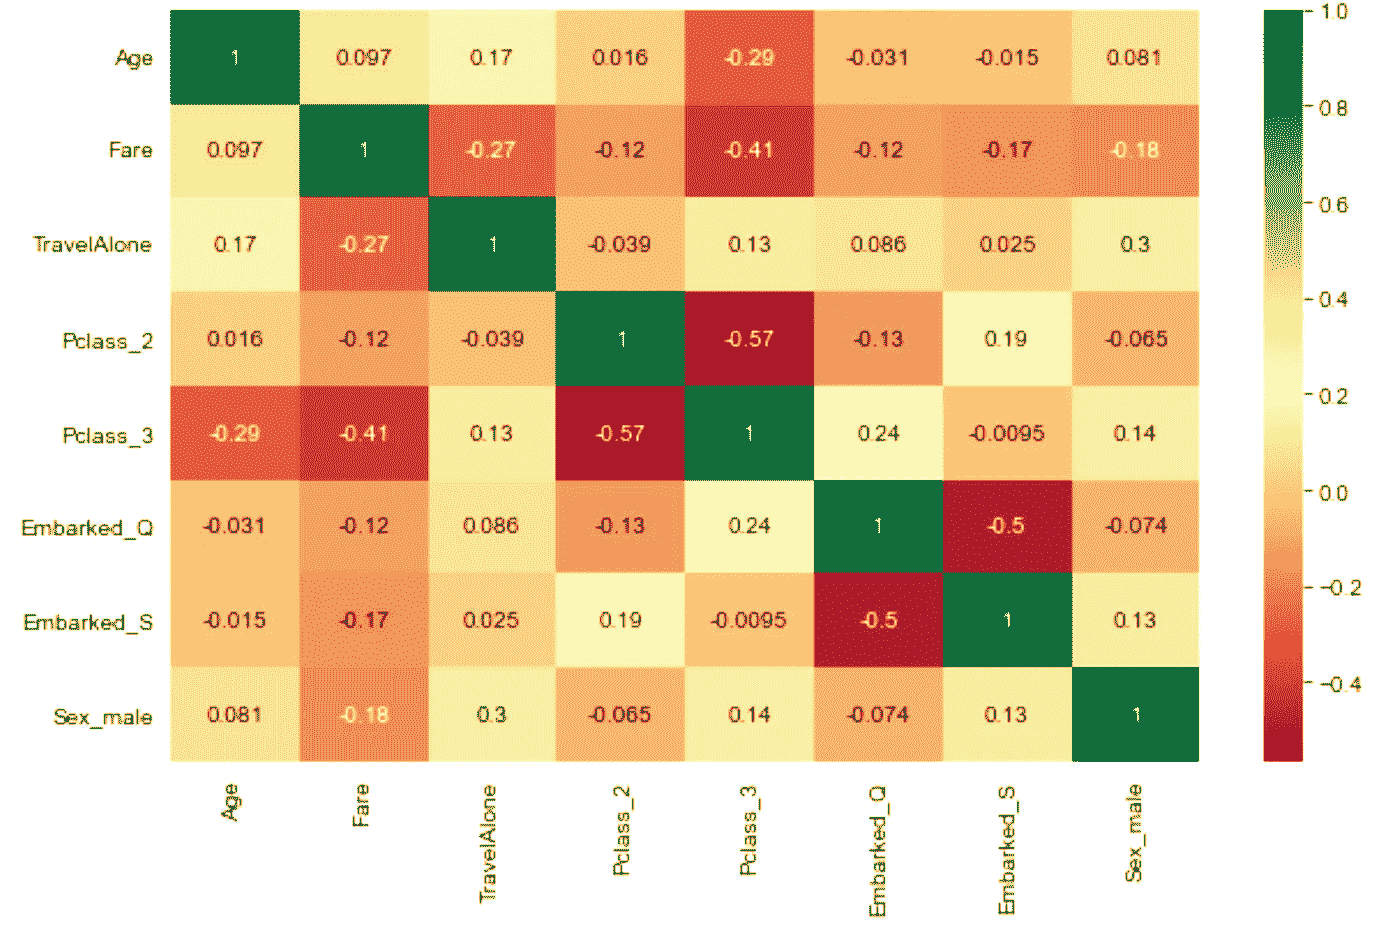 Age 1 0.097 0.17 0.016 -0.29 -0.031 -0.015 0.081
Fare 0.097 1 -0.27 -0.12 -0.41 -0.12 -0.17 -0.18
TravelAlone 0.17 -0.27 1 -0.039 0.13 0.086 0.025 0.3
Pclass_2 0.016 -0.12 -0.039 1 -0.57 -0.13 0.19 -0.065
Pclass_3 -0.29 -0.41 0.13 -0.57 1 0.24 -0.0095 0.14
Embarked_Q -0.031 -0.12 0.086 -0.13 0.24 1 -0.5 -0.074
Embarked_S -0.015 -0.17 0.025 0.19 -0.0095 -0.5 1 0.13
Sex_male 0.081 -0.18 0.3 -0.065 0.14 -0.074 0.13 1
Age
Fare
TravelAlone
Pclass_2
Pclass_3
Embarked_Q
Embarked_S
Sex_male
1.0
0.8
0.6
0.4
0.2
0.0
−0.2
−0.4